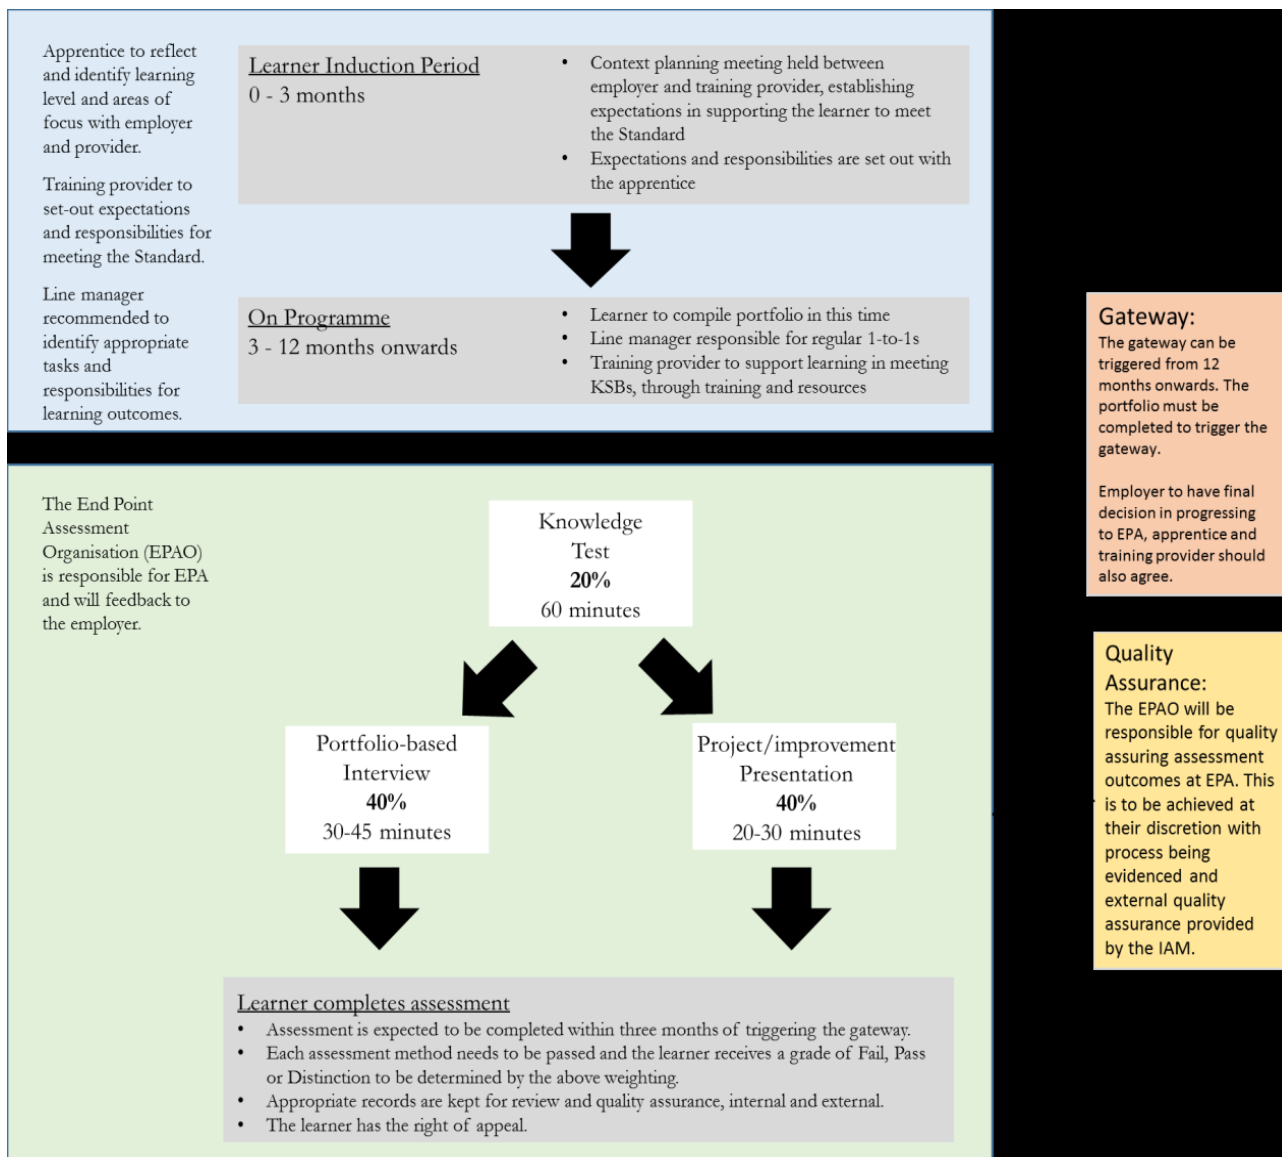 Apprentice to reflect
and identify learning
level and areas of
focus with employer
and provider.
Training provider to
set-out expectations
and responsibilities for
meeting the Standard.
Line manager
recommended to
identify appropriate
tasks and
responsibilities for
learning outcomes.
Learner Induction Period
0 - 3 months
• Context planning meeting held between
employer and training provider, establishing
expectations in supporting the learner to meet
the Standard
• Expectations and responsibilities are set out with
the apprentice
On Programme
3 - 12 months onwards
• Learner to compile portfolio in this time
• Line manager responsible for regular 1-to-1s
• Training provider to support learning in meeting
KSBs, through training and resources
Gateway:
The gateway can be
triggered from 12
months onwards. The
portfolio must be
completed to trigger the
gateway.
Employer to have final
decision in progressing
to EPA, apprentice and
training provider should
also agree.
The End Point
Assessment
Organisation (EPAO)
is responsible for EPA
and will feedback to
the employer.
Knowledge
Test
20%
60 minutes
Portfolio-based
Interview
40%
30-45 minutes
Project/improvement
Presentation
40%
20-30 minutes
Quality
Assurance:
The EPAO will be
responsible for quality
assuring assessment
outcomes at EPA. This
is to be achieved at
their discretion with
process being
evidenced and
external quality
assurance provided
by the IAM.
Learner completes assessment
• Assessment is expected to be completed within three months of triggering the gateway.
• Each assessment method needs to be passed and the learner receives a grade of Fail, Pass
or Distinction to be determined by the above weighting.
• Appropriate records are kept for review and quality assurance, internal and external.
• The learner has the right of appeal.